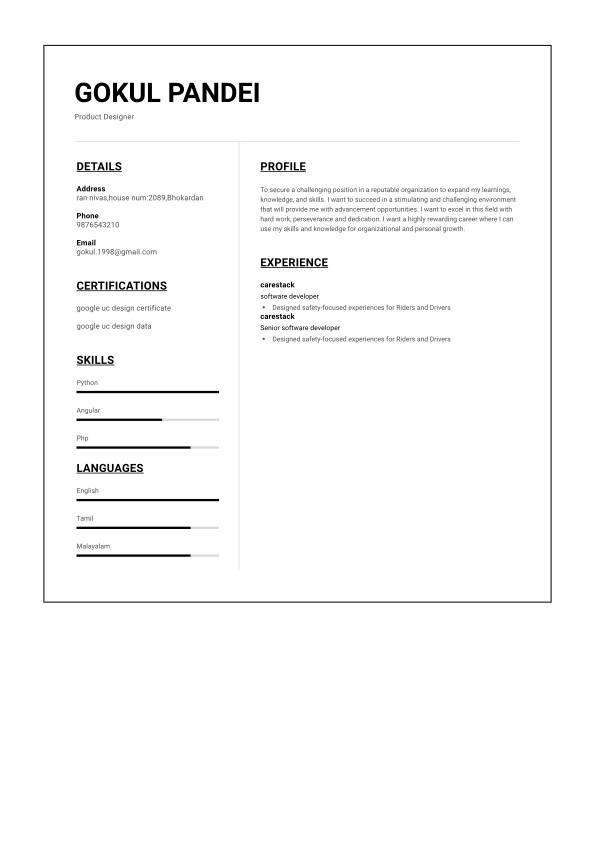 GOKUL PANDEI
Product Designer
DETAILS
Address
ran nivas,house num:2089,Bhokardan
Phone
9876543210
Email
gokul.1998@gmail.com
CERTIFICATIONS
google uc design certificate
google uc design data
SKILLS
Python
Angular
Php
LANGUAGES
English
Tamil
Malayalam
PROFILE
To secure a challenging position in a reputable organization to expand my learnings,
knowledge, and skills. I want to succeed in a stimulating and challenging environment
that will provide me with advancement opportunities. I want to excel in this field with
hard work, perseverance and dedication. I want a highly rewarding career where I can
use my skills and knowledge for organizational and personal growth.
EXPERIENCE
carestack
software developer
• Designed safety-focused experiences for Riders and Drivers
carestack
Senior software developer
• Designed safety-focused experiences for Riders and Drivers